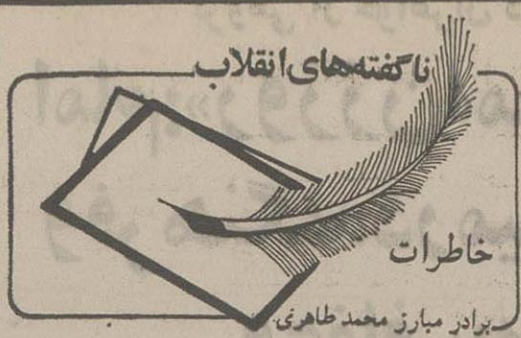 ناگفته‌های انقلاب
خاطرات
برادر مبارز محمد طاهری